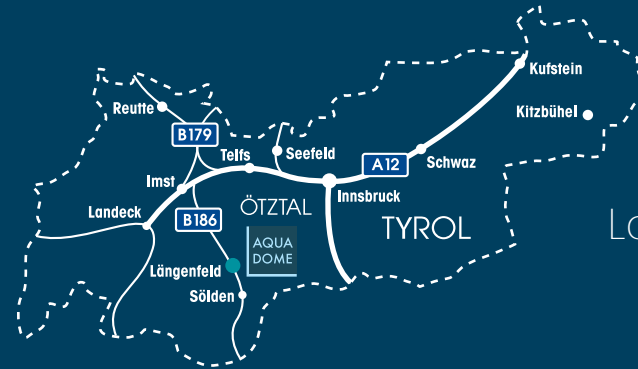 Kufstein
Reutte
Kitzbühel
B179
Telfs
Seefeld
A12
Schwaz
Imst
Innsbruck
Landeck
B186
ÖTZTAL
TYROL
AQUA
DOME
Längenfeld
Sölden